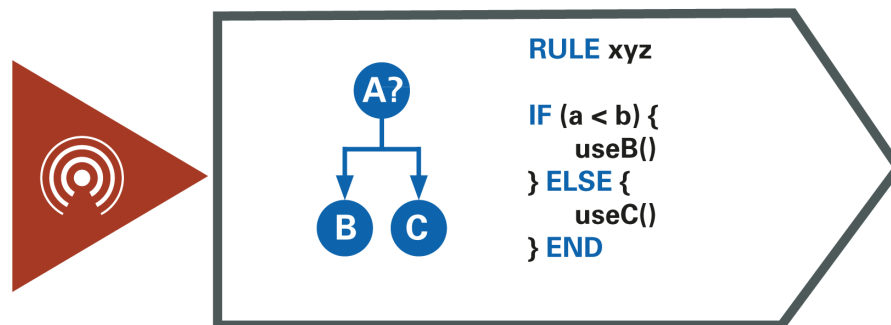 A?
B
C
RULE xyz
IF (a < b) {
useB()
} ELSE {
useC()
} END